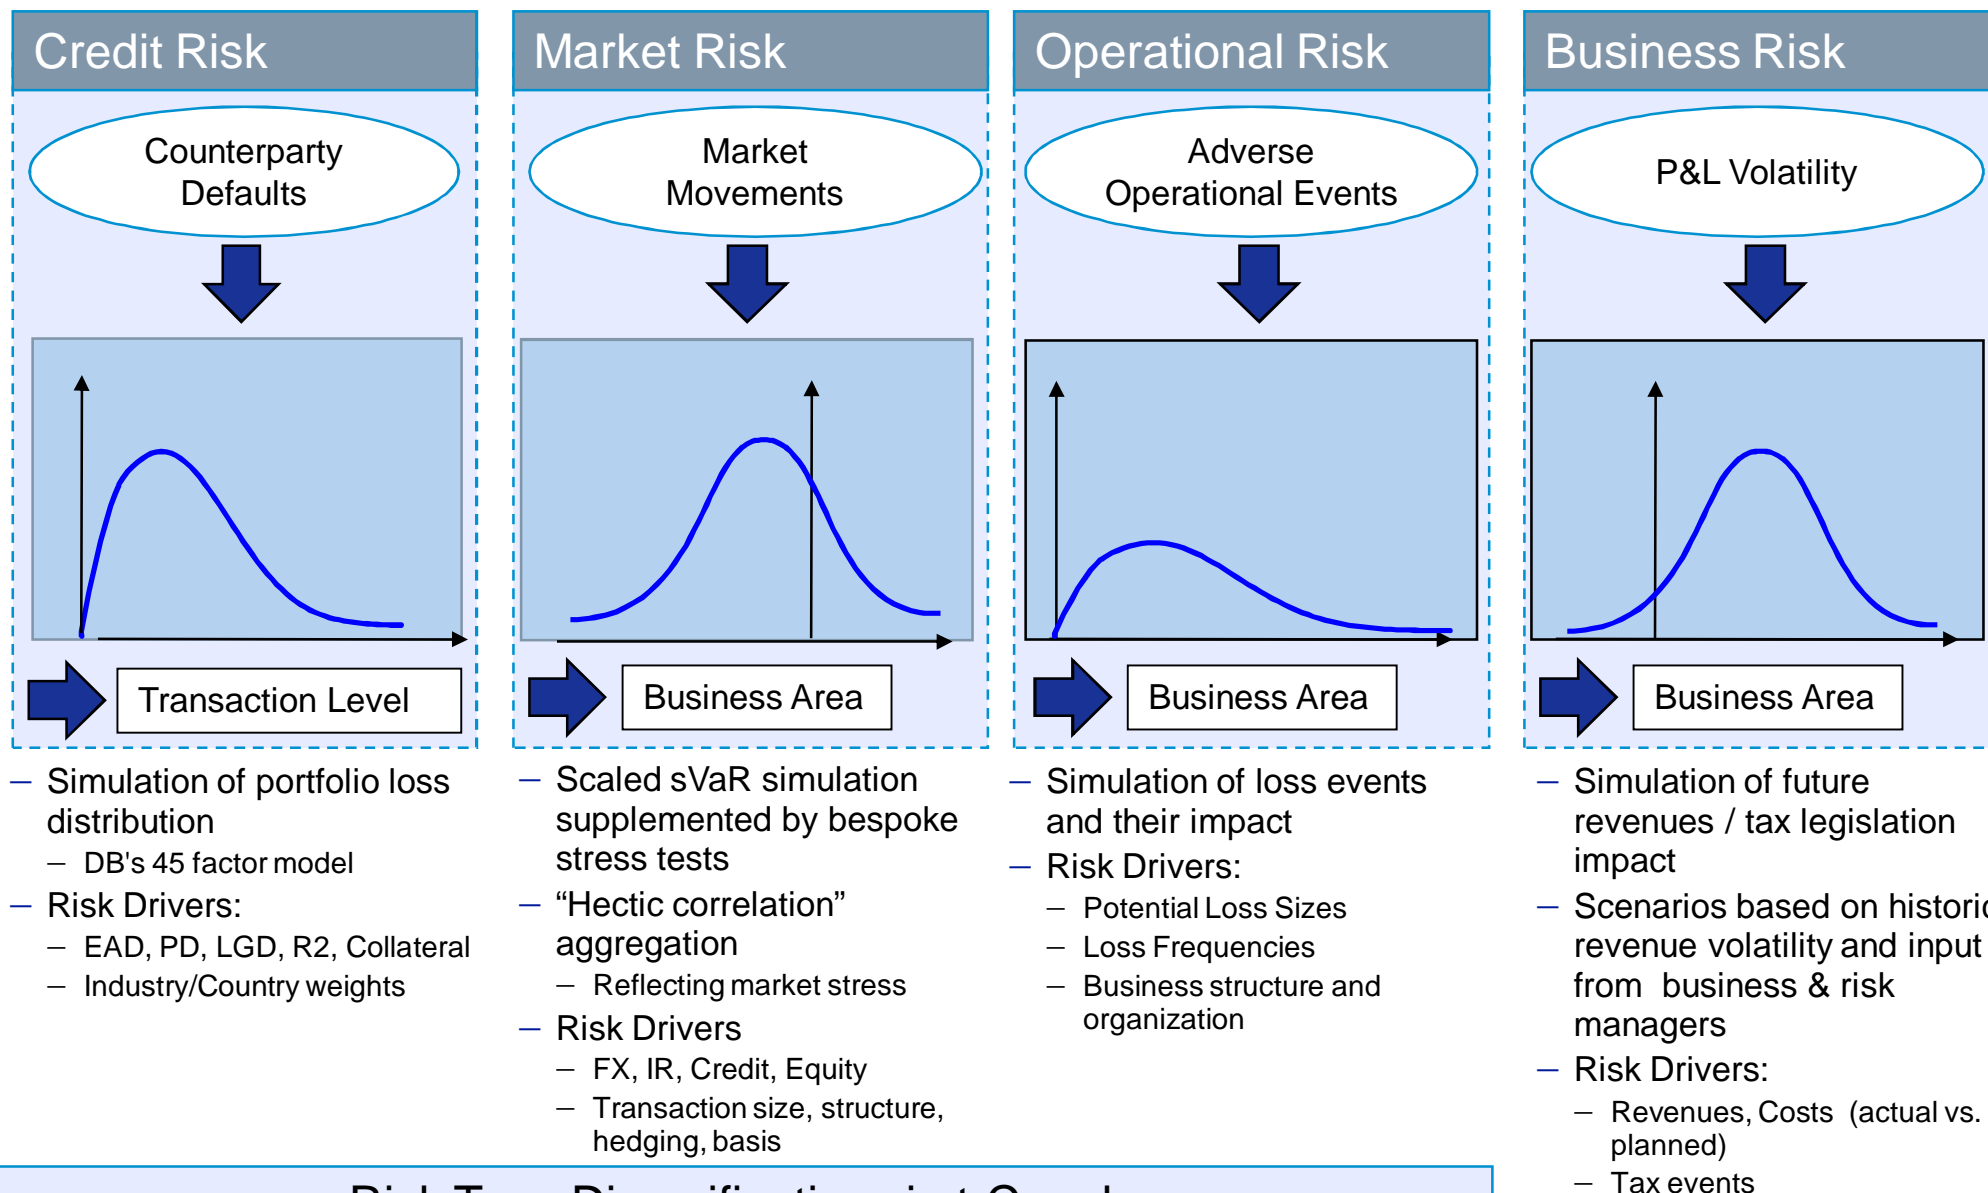 Credit Risk
Counterparty
Defaults
Transaction Level
– Simulation of portfolio loss
distribution
– DB's 45 factor model
– Risk Drivers:
– EAD, PD, LGD, R2, Collateral
– Industry/Country weights
Market Risk
Market
Movements
Business Area
– Scaled sVaR simulation
supplemented by bespoke
stress tests
– “Hectic correlation”
aggregation
– Reflecting market stress
– Risk Drivers
– FX, IR, Credit, Equity
– Transaction size, structure,
hedging, basis
Operational Risk
Adverse
Operational Events
Business Area
– Simulation of loss events
and their impact
– Risk Drivers:
– Potential Loss Sizes
– Loss Frequencies
– Business structure and
organization
Business Risk
P&L Volatility
Business Area
– Simulation of future
revenues / tax legislation
impact
– Scenarios based on historic
revenue volatility and input
from business & risk
managers
– Risk Drivers:
– Revenues, Costs (actual vs.
planned)
– Tax events